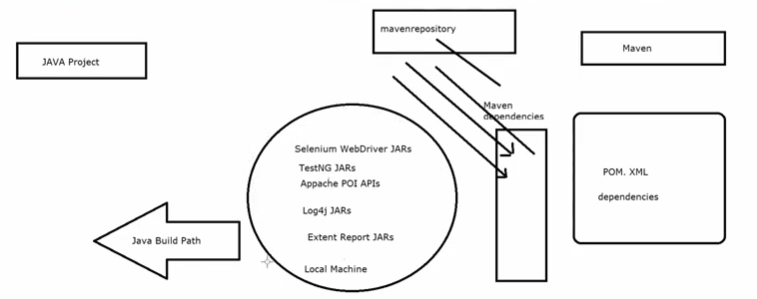 mavenrepository
Maven
JAVA Project
Maven
dependencies
Selenium WebDriver JARs
TestNG JARs
Appache POI APIs
Log4j JARs
Extent Report JARs
Local Machine
Java Build Path
POM. XML
dependencies